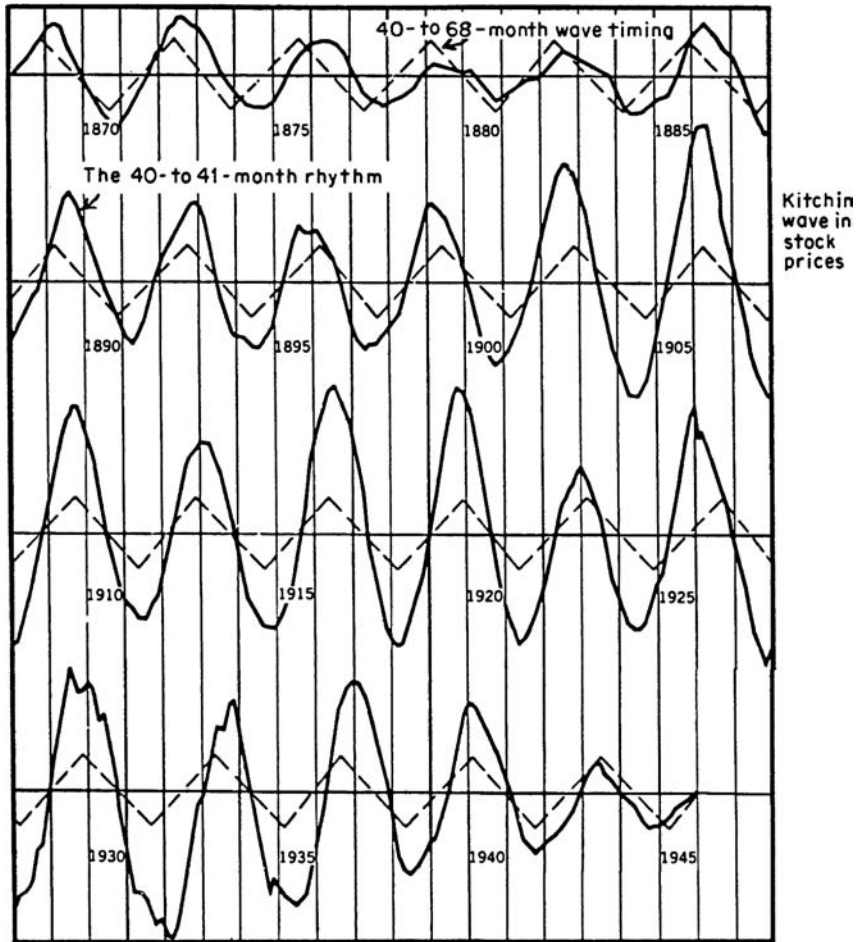 40-to 68-month wave timing
1870 1875 1880 1885
The 40-to 41-month rhythm
Kitchin
wave in
stock
prices
1890 1895 1900 1905
1910 1915 1920 1925
1930 1935 1940 1945